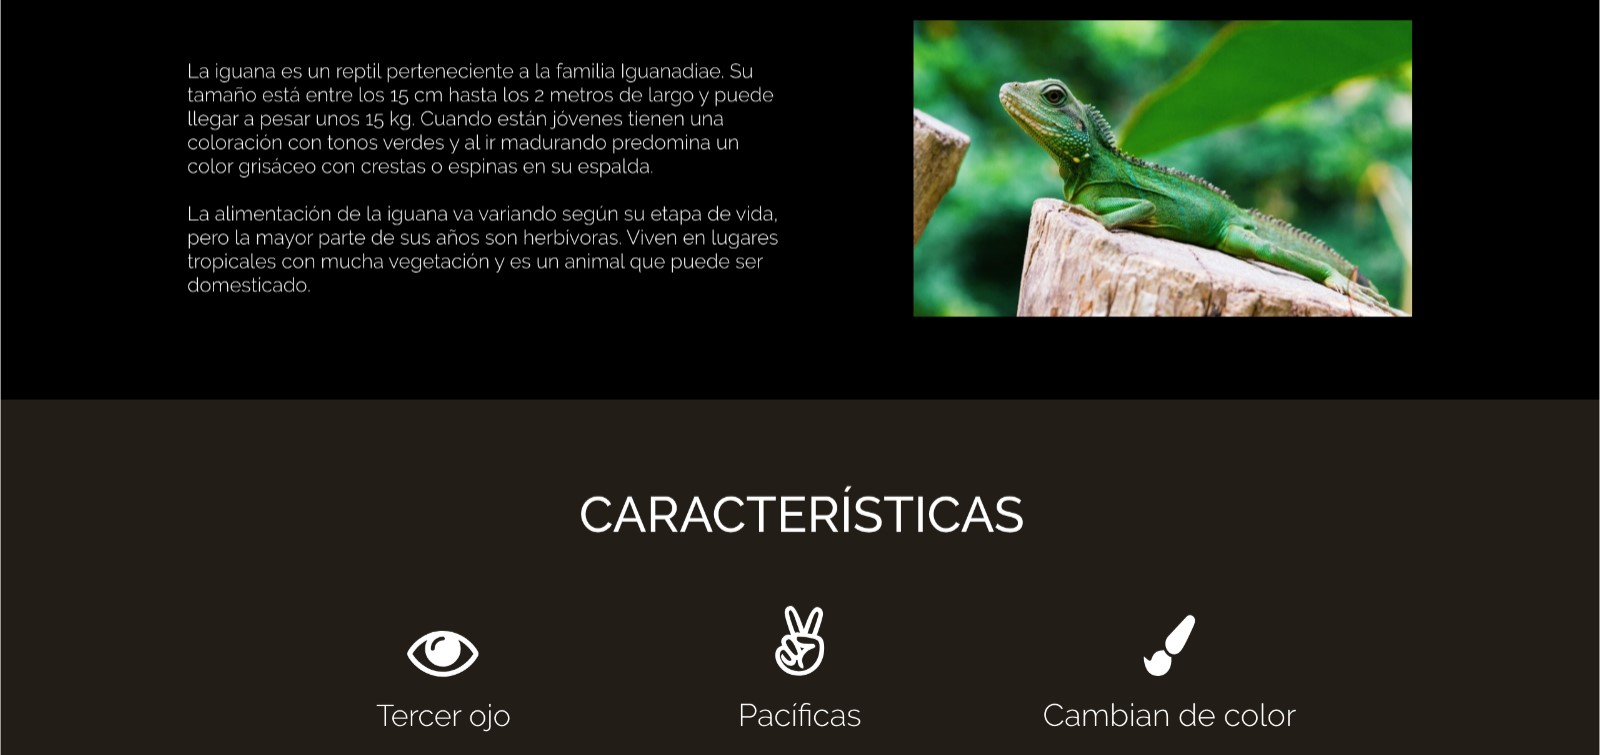 La iguana es un reptil perteneciente a la familia Iguanadiae. Su
tamaño está entre los 15 cm hasta los 2 metros de largo y puede
llegar a pesar unos 15 kg. Cuando están jóvenes tienen una
coloración con tonos verdes y al ir madurando predomina un
color grisáceo con crestas o espinas en su espalda.
La alimentación de la iguana va variando según su etapa de vida,
pero la mayor parte de sus años son herbívoras. Viven en lugares
tropicales con mucha vegetación y es un animal que puede ser
domesticado.
CARACTERÍSTICAS
Tercer ojo
Pacíficas
Cambian de color